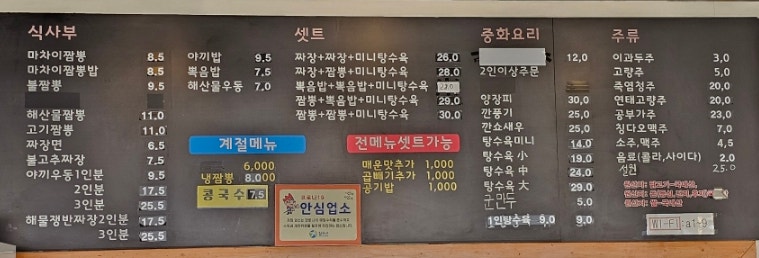 식사부
마차이짬뽕 8.5
마차이짬뽕밥 8.5
불짬뽕 9.5
해산물짬뽕 11.0
고기짬뽕 11.0
짜장면 6.5
불고추짜장 7.5
야끼우동1인분 9.5
2인분 17.5
3인분 25.5
해물쟁반짜장2인분 17.5
3인분 25.5
야끼밥 9.5
볶음밥 7.5
해산물우동 7.0
계절메뉴
6,000
냉짬뽕 8.000
콩국수 7.5
셋트
짜장+짜장+미니탕수육 26.0
짜장+짬뽕+미니탕수육 28.0
볶음밥+볶음밥+미니탕수육
짬뽕+볶음밥+미니탕수육 29.0
짬뽕+짬뽕+미니탕수육 30.0
전메뉴셋트가능
매운맛추가 1,000
곱빼기추가 1,000
공기밥 1,000
안심업소
중화요리
12,0
2인이상주문
양장피 30,0
깐풍기 25,0
깐쇼새우 25,0
탕수육미니 14.0
탕수육 小 19,0
탕수육 中 24,0
탕수육 大 29,0
군만두 5.0
1인탕수육 9.0 9.0
주류
이과두주 3,0
고량주 5,0
죽엽청주 20,0
연태고량주 20,0
공부가주 23,0
칭다오맥주 7,0
소주,맥주 4,5
음료(콜라,사이다) 2,0
설원 25.0
WI-FI:a1~9